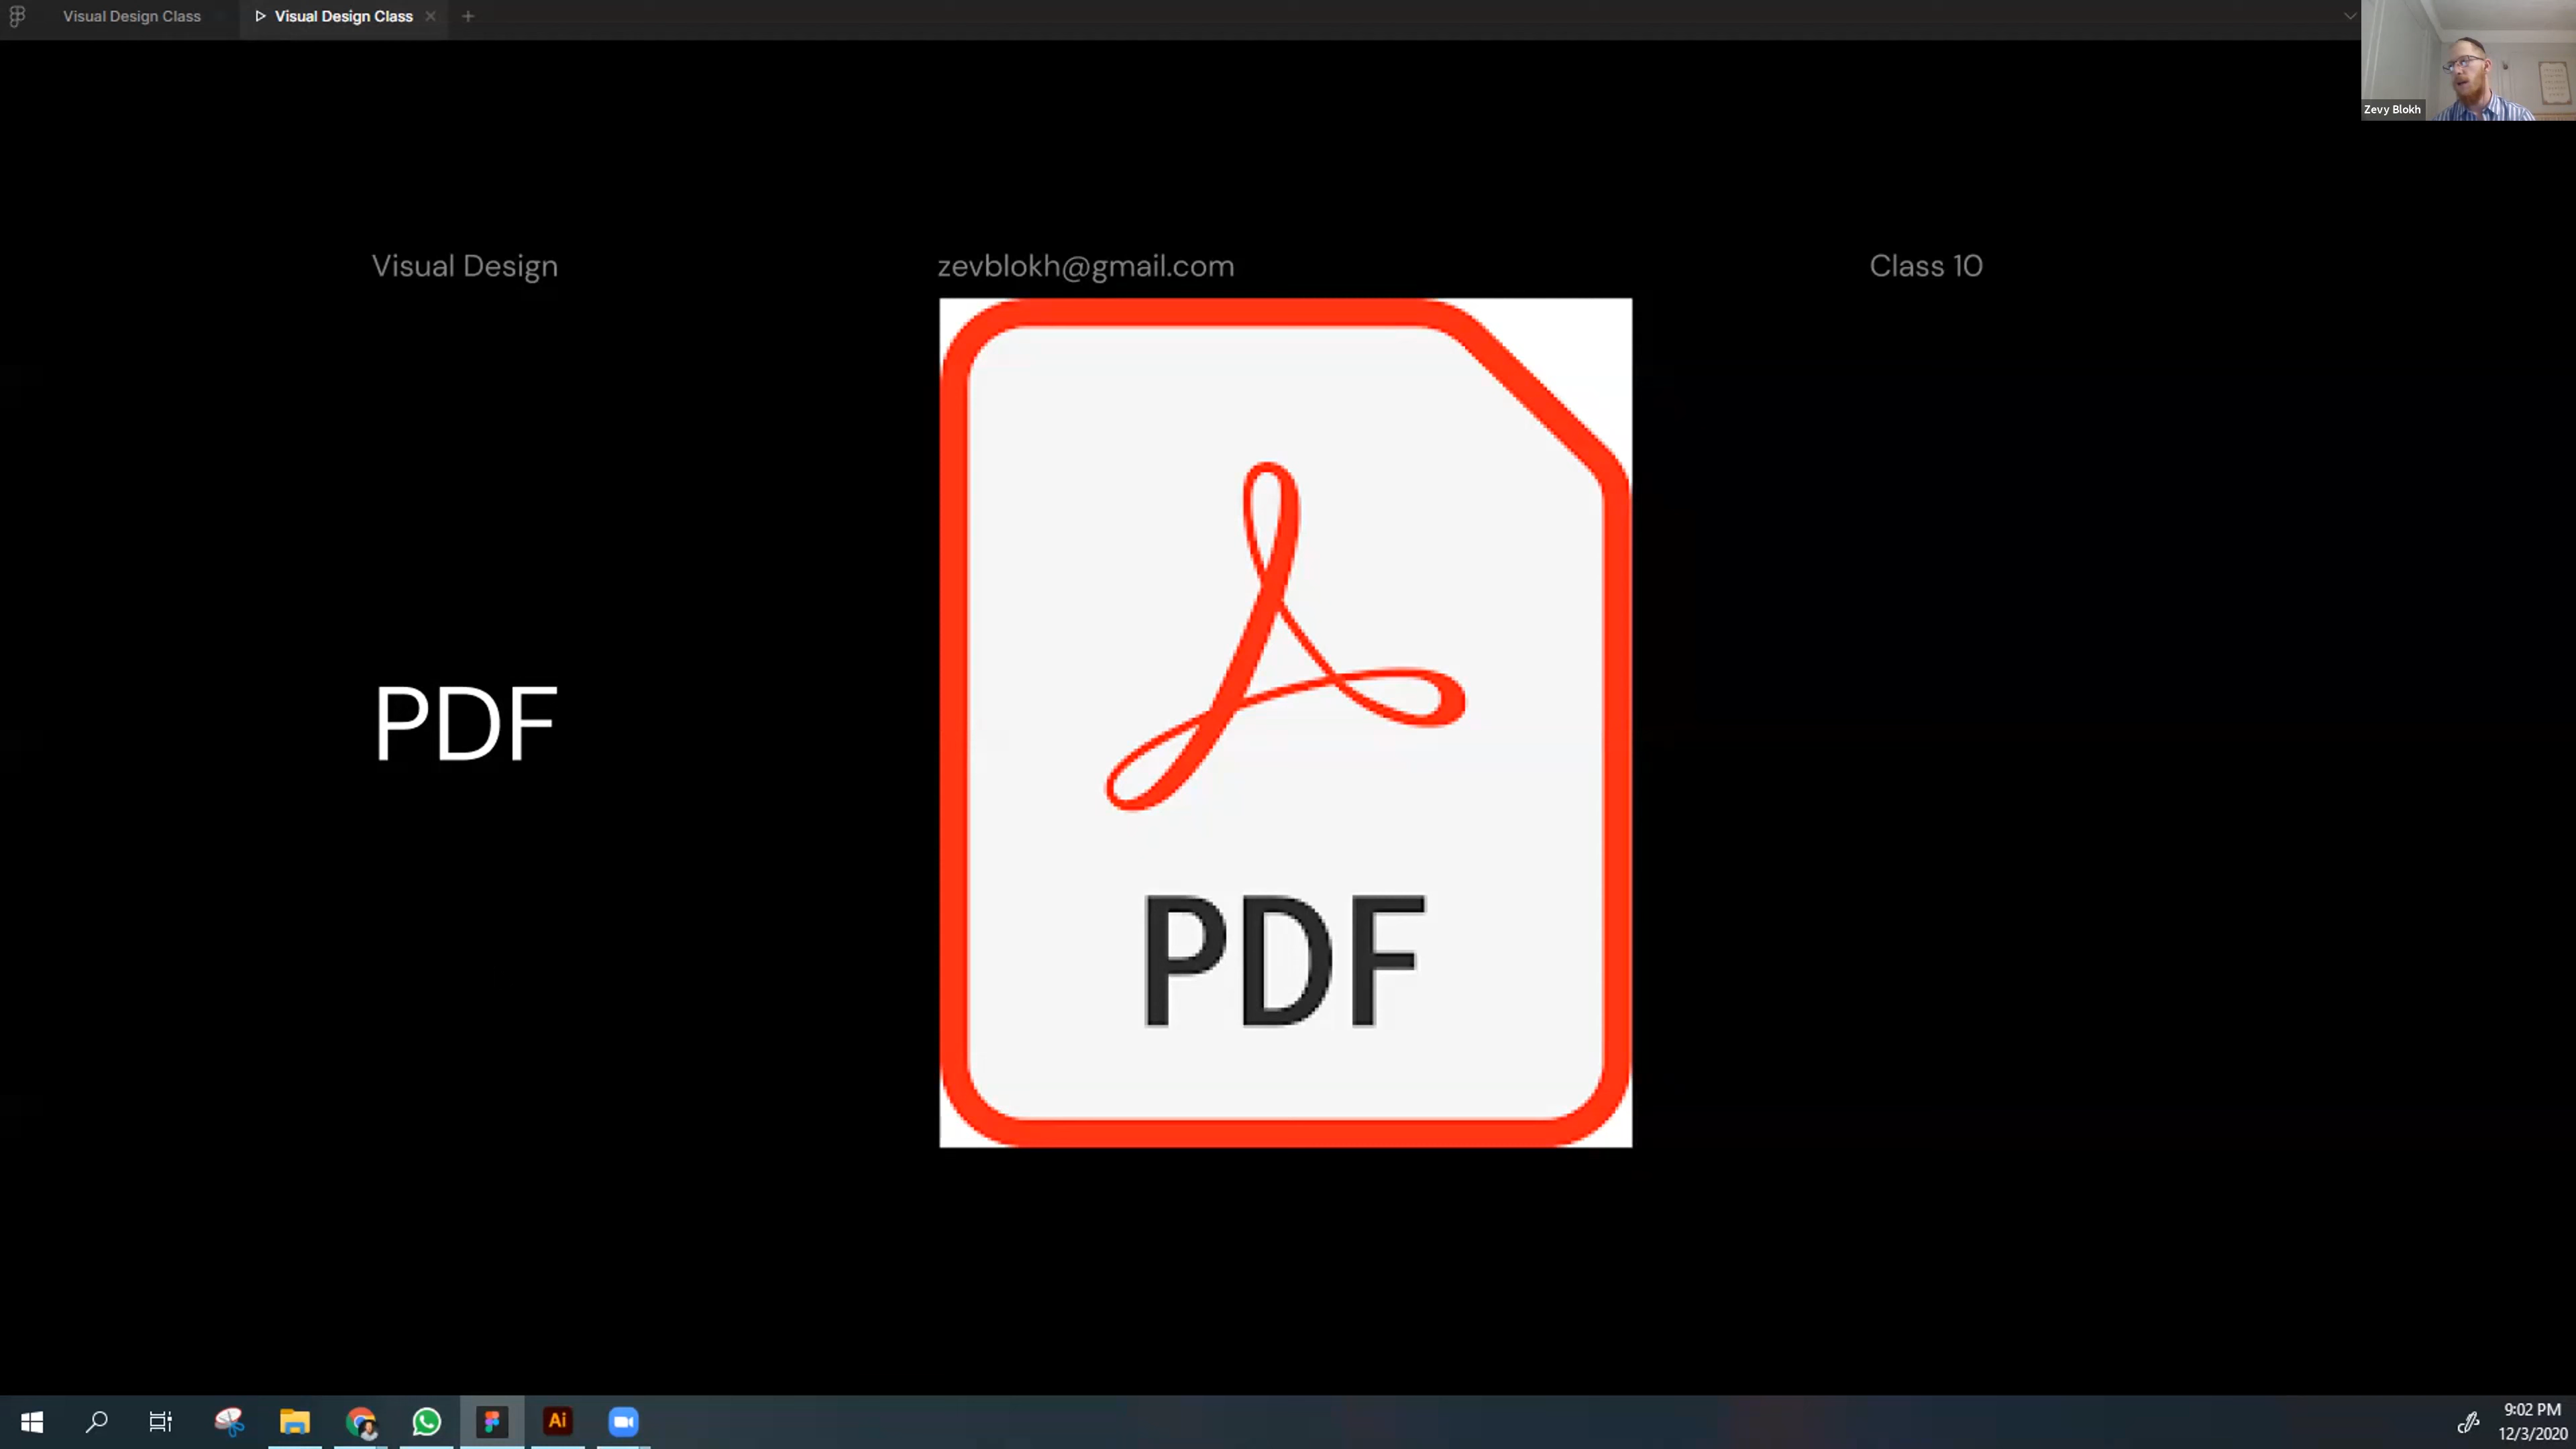 Visual Design Class
Visual Design Class
Zevy Blokh
Visual Design
zevblokh@gmail.com
Class 10
PDF
PDF
Ai
9:02 PM
12/3/2020